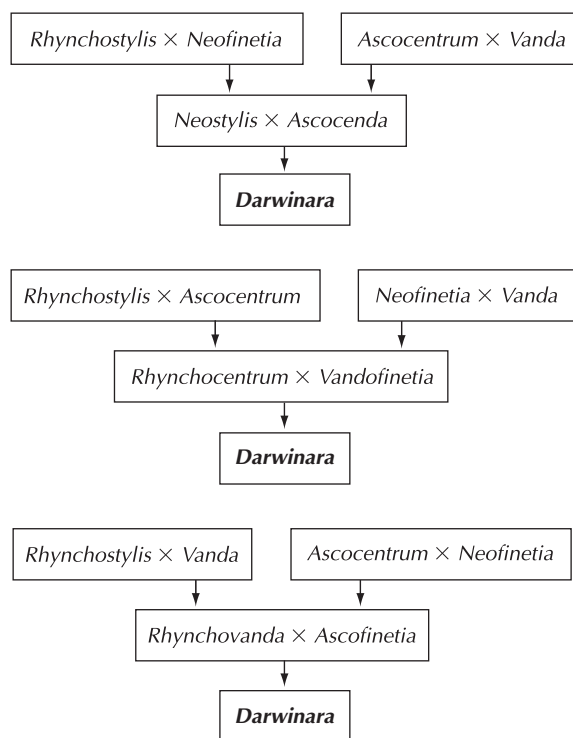 Rhynchostylis × Neofinetia
Ascocentrum × Vanda
Neostylis × Ascocenda
Darwinara
Rhynchostylis × Ascocentrum
Neofinetia × Vanda
Rhynchocentrum × Vandofinetia
Darwinara
Rhynchostylis × Vanda
Ascocentrum × Neofinetia
Rhynchovanda × Ascofinetia
Darwinara